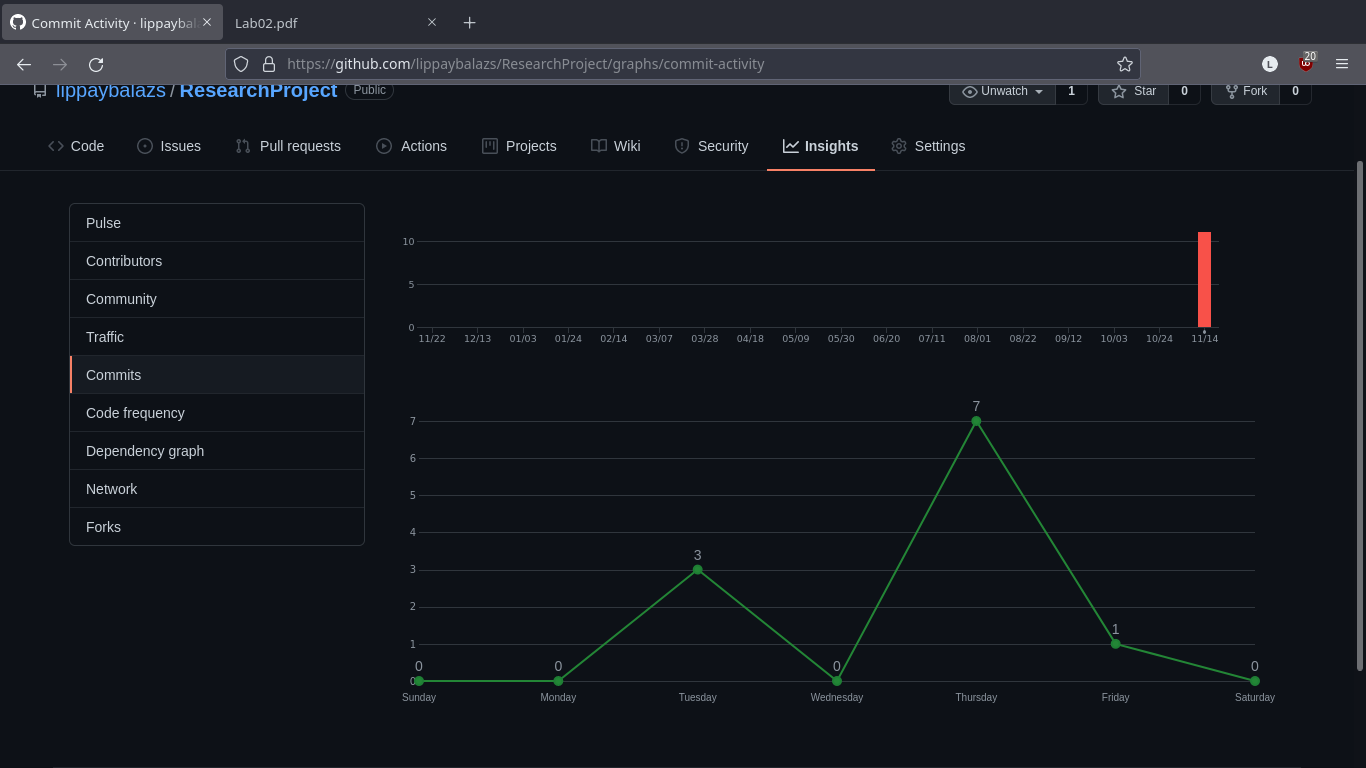 Commit Activity · lippaybal
Lab02.pdf
https://github.com/lippaybalazs/ResearchProject/graphs/commit-activity
L
20
lippaybalazs / ResearchProject Public
Unwatch 1 Star 0 Fork 0
Code Issues Pull requests Actions Projects Wiki Security Insights Settings
Pulse
Contributors
Community
Traffic
Commits
Code frequency
Dependency graph
Network
Forks
10
5
0
11/22 12/13 01/03 01/24 02/14 03/07 03/28 04/18 05/09 05/30 06/20 07/11 08/01 08/22 09/12 10/03 10/24 11/14
7
7
6
5
4
3
3
2
1
1
0 0 0 0
0
Sunday Monday Tuesday Wednesday Thursday Friday Saturday